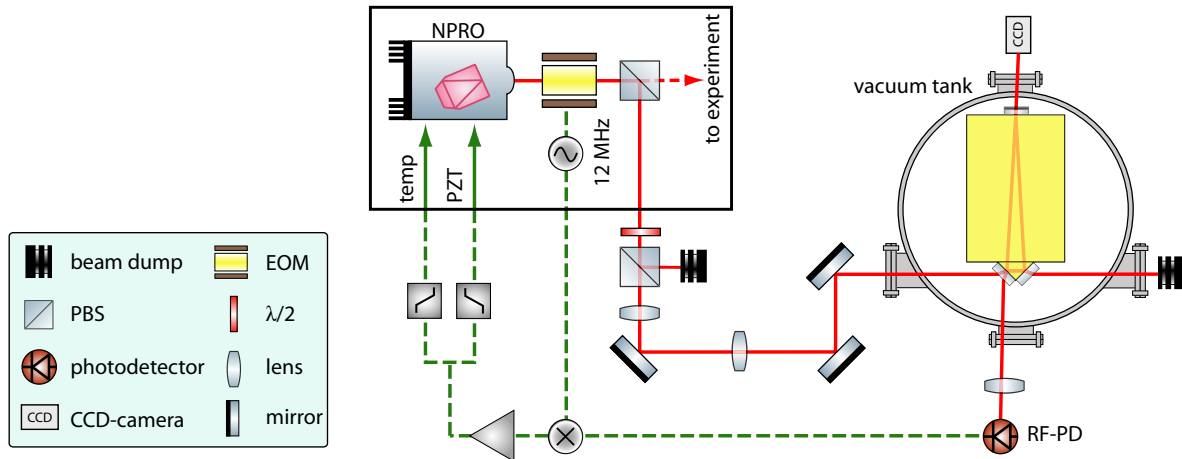 NPRO
CCD
vacuum tank
to experiment
12 MHz
temp
PZT
beam dump
EOM
PBS
λ/2
photodetector
lens
CCD
CCD-camera
mirror
RF-PD